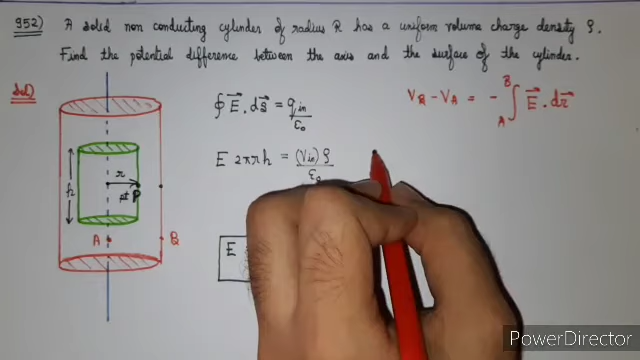 952) A solid non conducting cylinder of radius R has a uniform volume charge density ρ.
Find the potential difference between the axis and the surface of the cylinder.
Sol)
∮ E⃗ . ds⃗ = q_in / ε₀
V_B - V_A = - ∫_A^B E⃗ . dr⃗
E 2πrh = (V_in) ρ / ε₀
h
r
pt P
A
B
E
PowerDirector